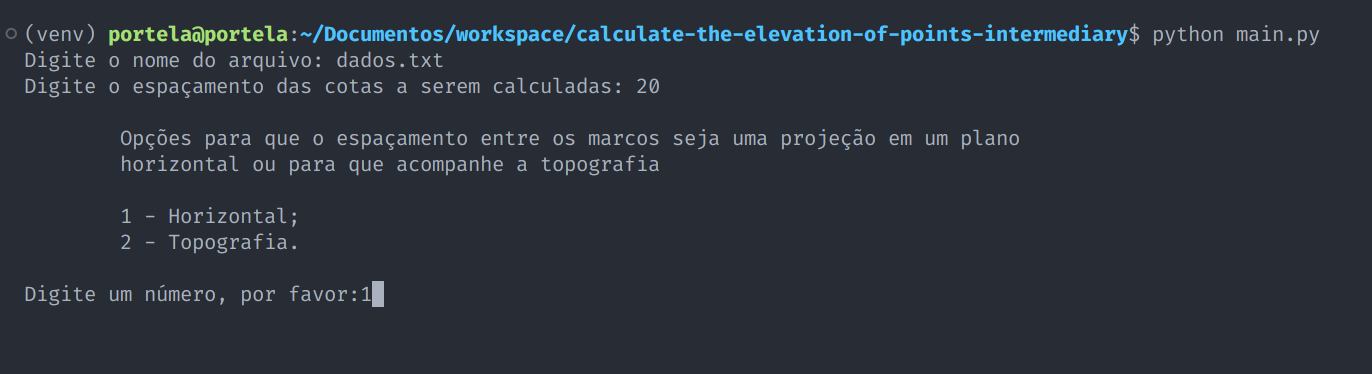 (venv) portela@portela:~/Documentos/workspace/calculate-the-elevation-of-points-intermediary$ python main.py
Digite o nome do arquivo: dados.txt
Digite o espaçamento das cotas a serem calculadas: 20
Opções para que o espaçamento entre os marcos seja uma projeção em um plano
horizontal ou para que acompanhe a topografia
1 - Horizontal;
2 - Topografia.
Digite um número, por favor:1